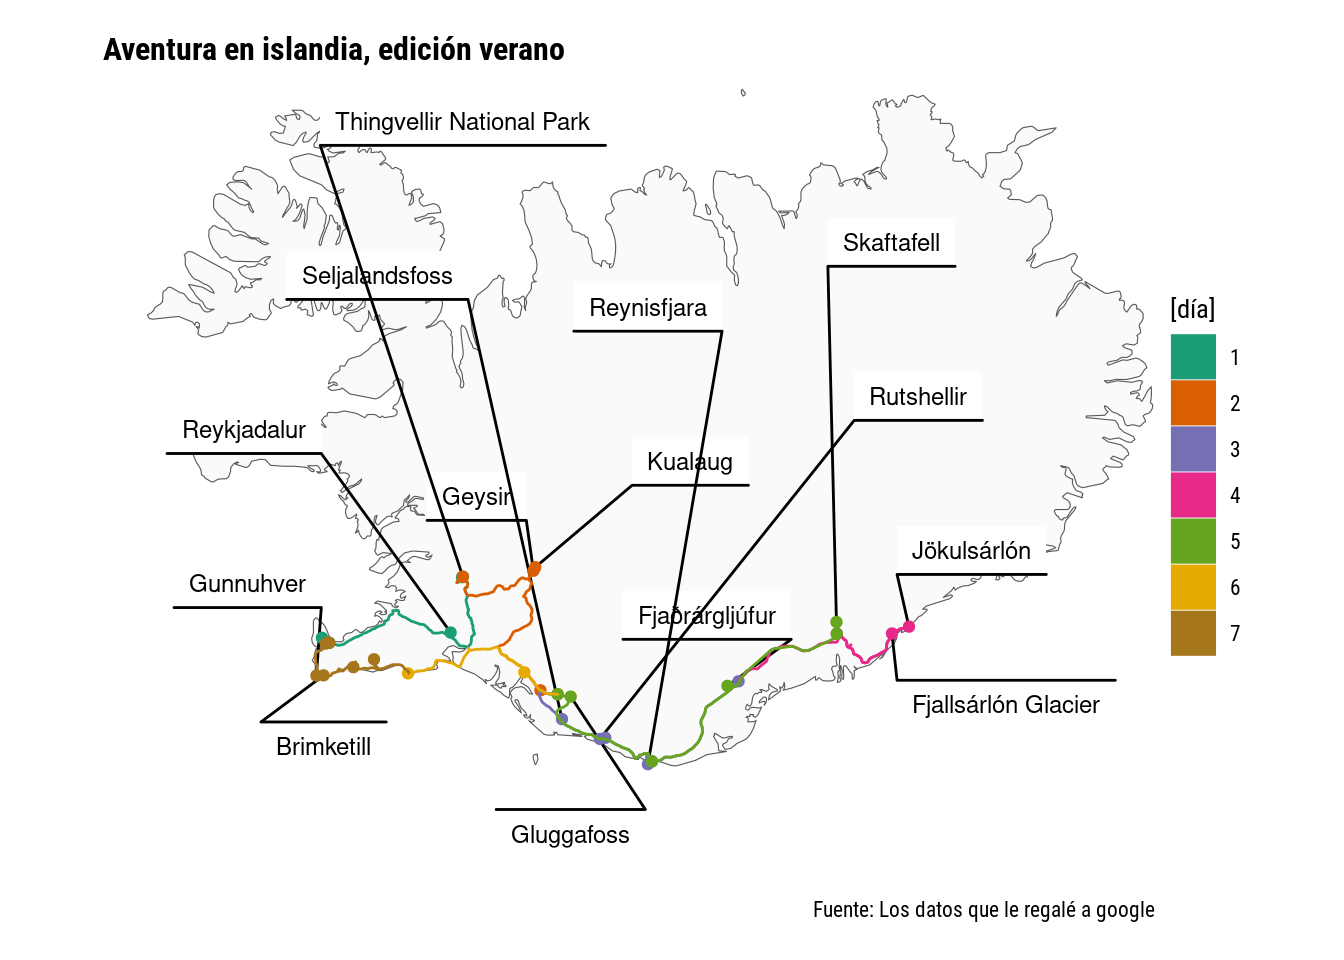 Aventura en islandia, edición verano
Thingvellir National Park
Skaftafell
Seljalandsfoss
Reynisfjara
[día]
1
2
3
4
5
6
7
Rutshellir
Reykjadalur
Kualaug
Geysir
Jökulsárlón
Gunnuhver
Fjaðrárgljúfur
Fjallsárlón Glacier
Brimketill
Gluggafoss
Fuente: Los datos que le regalé a google